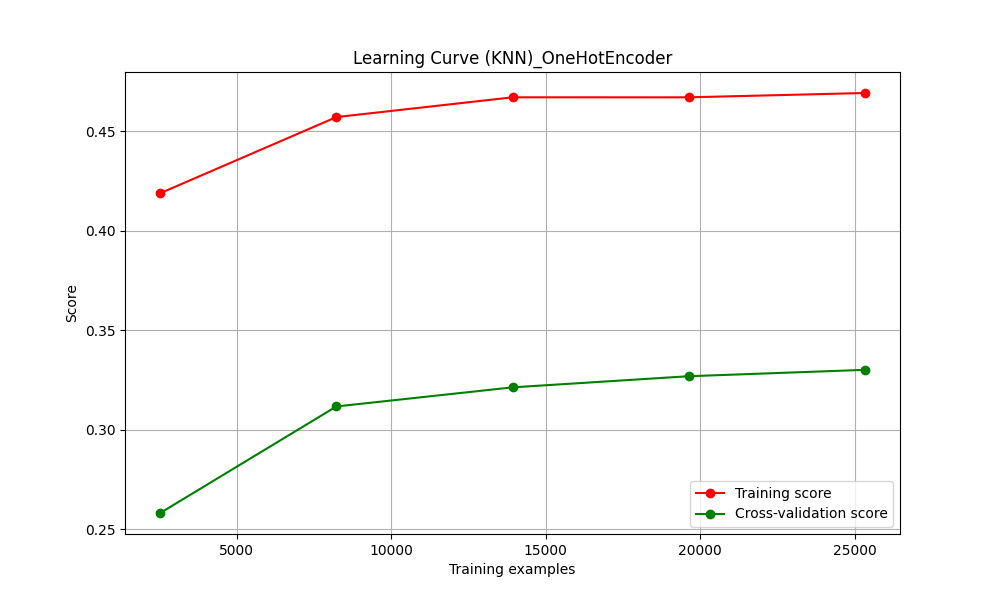 Learning Curve (KNN)_OneHotEncoder
0.45
0.40
0.35
0.30
0.25
Score
5000 10000 15000 20000 25000
Training examples
Training score
Cross-validation score